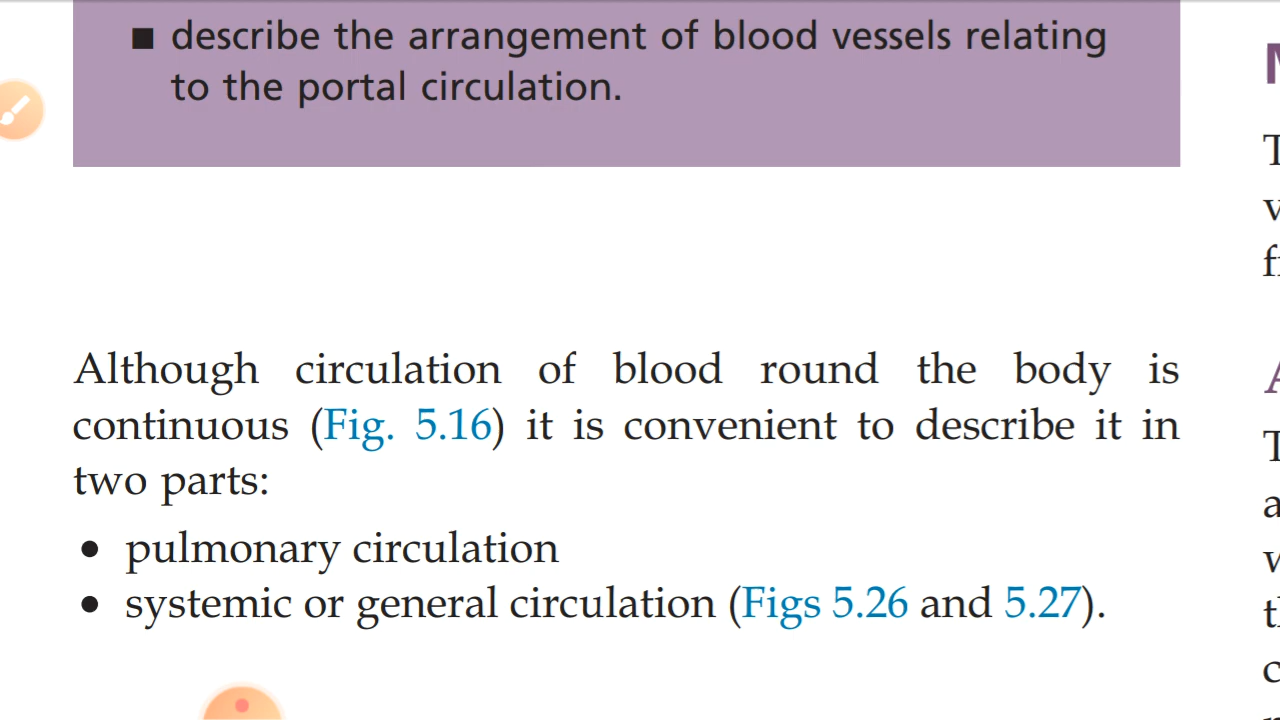 ■ describe the arrangement of blood vessels relating
to the portal circulation.
Although circulation of blood round the body is
continuous (Fig. 5.16) it is convenient to describe it in
two parts:
• pulmonary circulation
• systemic or general circulation (Figs 5.26 and 5.27).